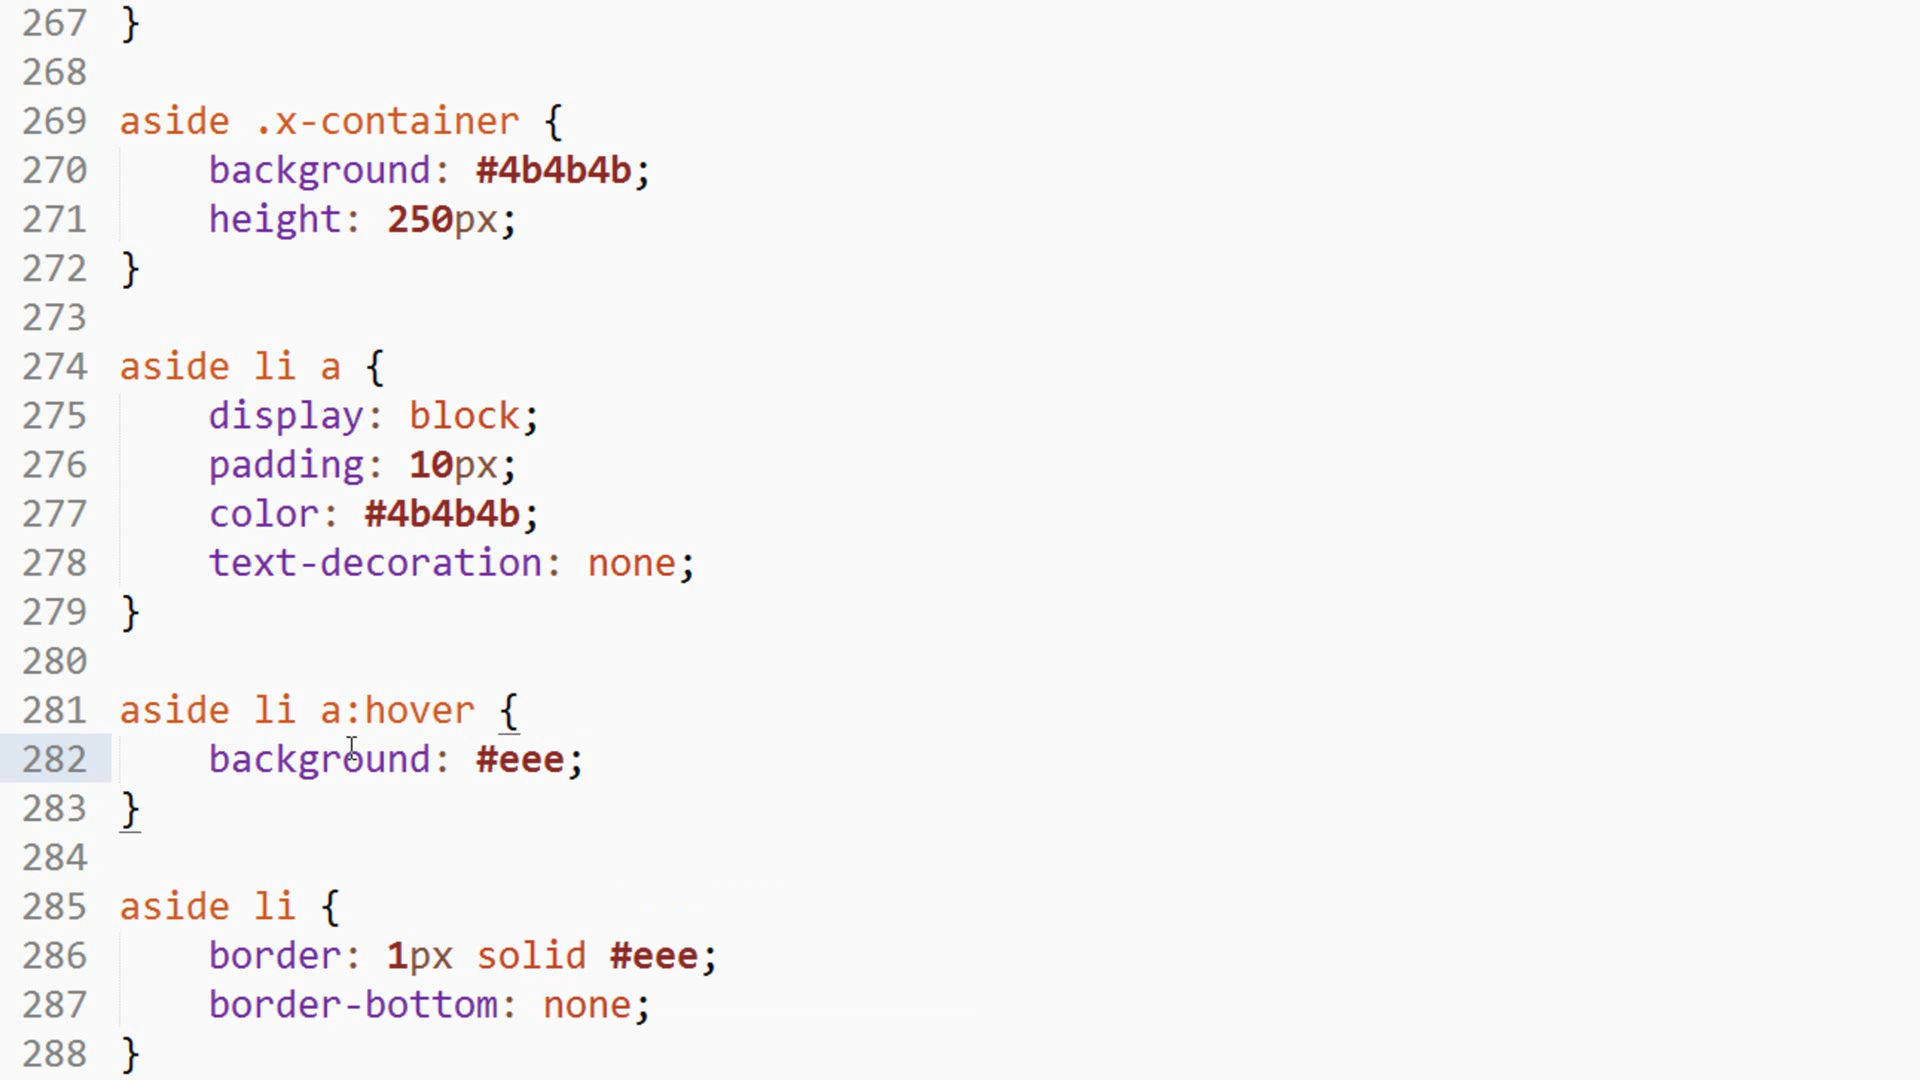 267 }
268
269 aside .x-container {
270     background: #4b4b4b;
271     height: 250px;
272 }
273
274 aside li a {
275     display: block;
276     padding: 10px;
277     color: #4b4b4b;
278     text-decoration: none;
279 }
280
281 aside li a:hover {
282     background: #eee;
283 }
284
285 aside li {
286     border: 1px solid #eee;
287     border-bottom: none;
288 }